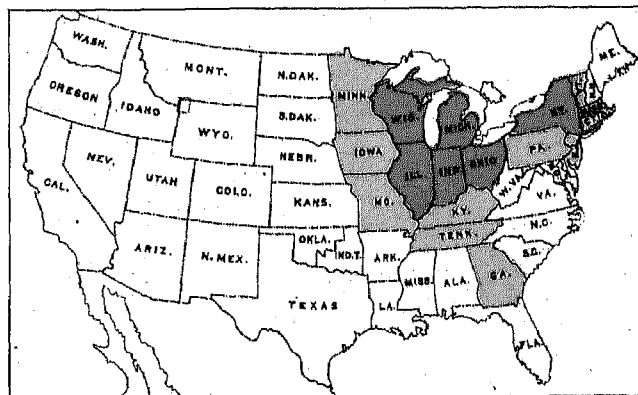 WASH.
OREGON
IDAHO
MONT.
WYO.
NEV.
CAL.
UTAH
COLO.
ARIZ.
N.MEX.
N.DAK.
S.DAK.
NEBR.
KANS.
OKLA.
IND.T.
TEXAS
MINN.
IOWA
MO.
ARK.
LA.
WIS.
ILL.
MICH.
IND.
OHIO
KY.
TENN.
MISS.
ALA.
GA.
FLA.
S.C.
N.C.
VA.
W.VA.
PA.
N.Y.
ME.